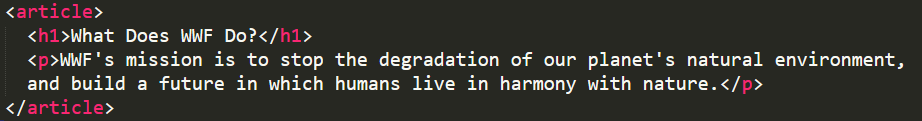 <article>
<h1>What Does WWF Do?</h1>
<p>WWF's mission is to stop the degradation of our planet's natural environment,
and build a future in which humans live in harmony with nature.</p>
</article>